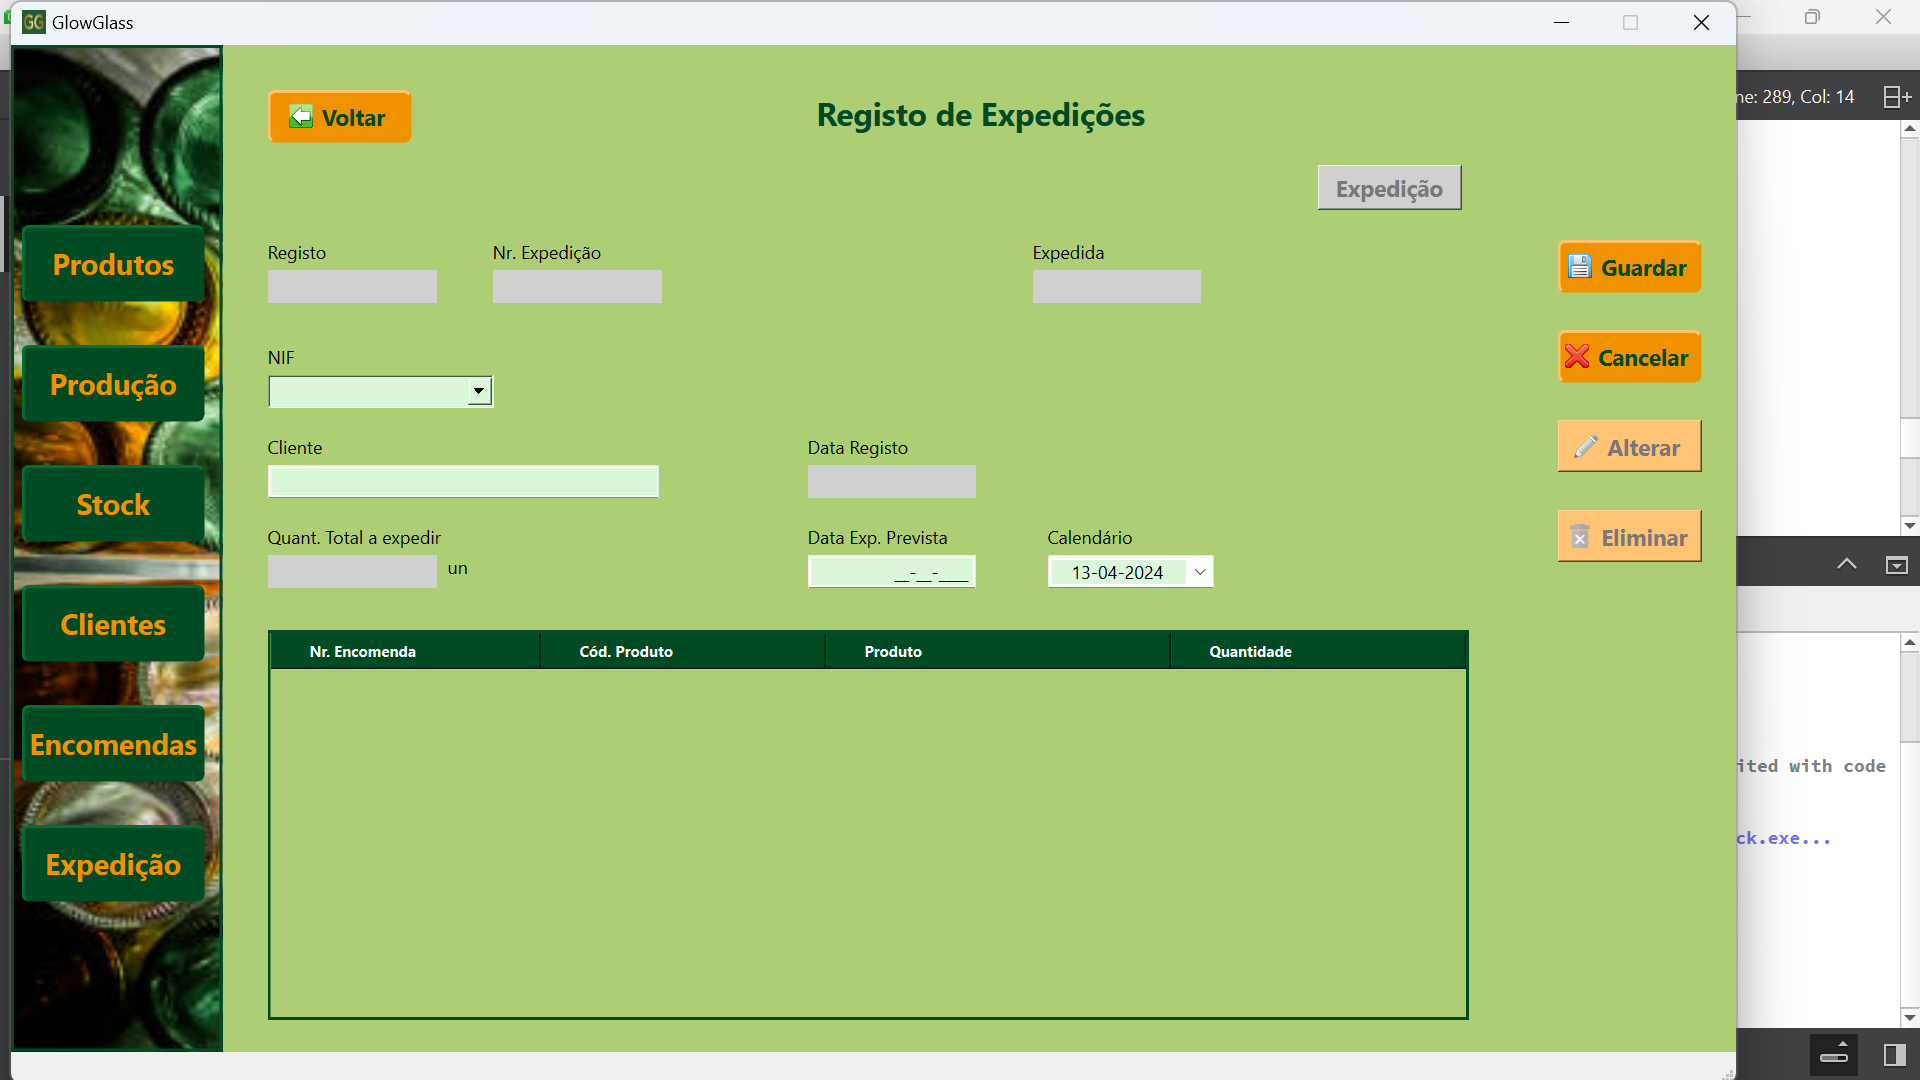 GG GlowGlass
ne: 289, Col: 14
Voltar
Registo de Expedições
Expedição
Produtos
Produção
Stock
Clientes
Encomendas
Expedição
Registo
Nr. Expedição
Expedida
Guardar
Cancelar
Alterar
Eliminar
NIF
Cliente
Data Registo
Quant. Total a expedir
un
Data Exp. Prevista
__-__-____
Calendário
13-04-2024
Nr. Encomenda
Cód. Produto
Produto
Quantidade
ited with code
ck.exe...